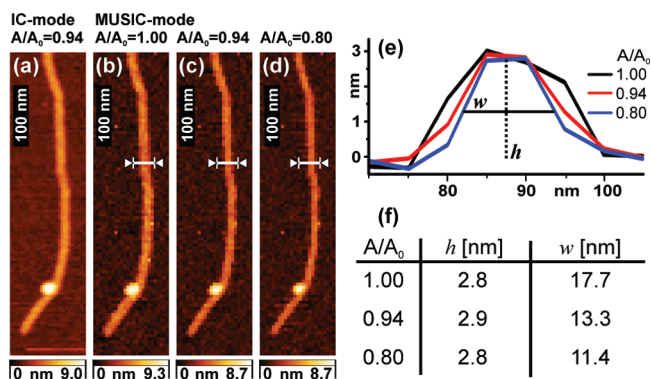 IC-mode MUSIC-mode
A/A₀=0.94 A/A₀=1.00 A/A₀=0.94 A/A₀=0.80
(a) (b) (c) (d)
100 nm 100 nm 100 nm 100 nm
0 nm 9.0 0 nm 9.3 0 nm 8.7 0 nm 8.7
(e)
A/A₀
1.00
0.94
0.80
3
2
1
0
nm
w
h
80 90 nm 100
(f)
A/A₀ h [nm] w [nm]
1.00 2.8 17.7
0.94 2.9 13.3
0.80 2.8 11.4